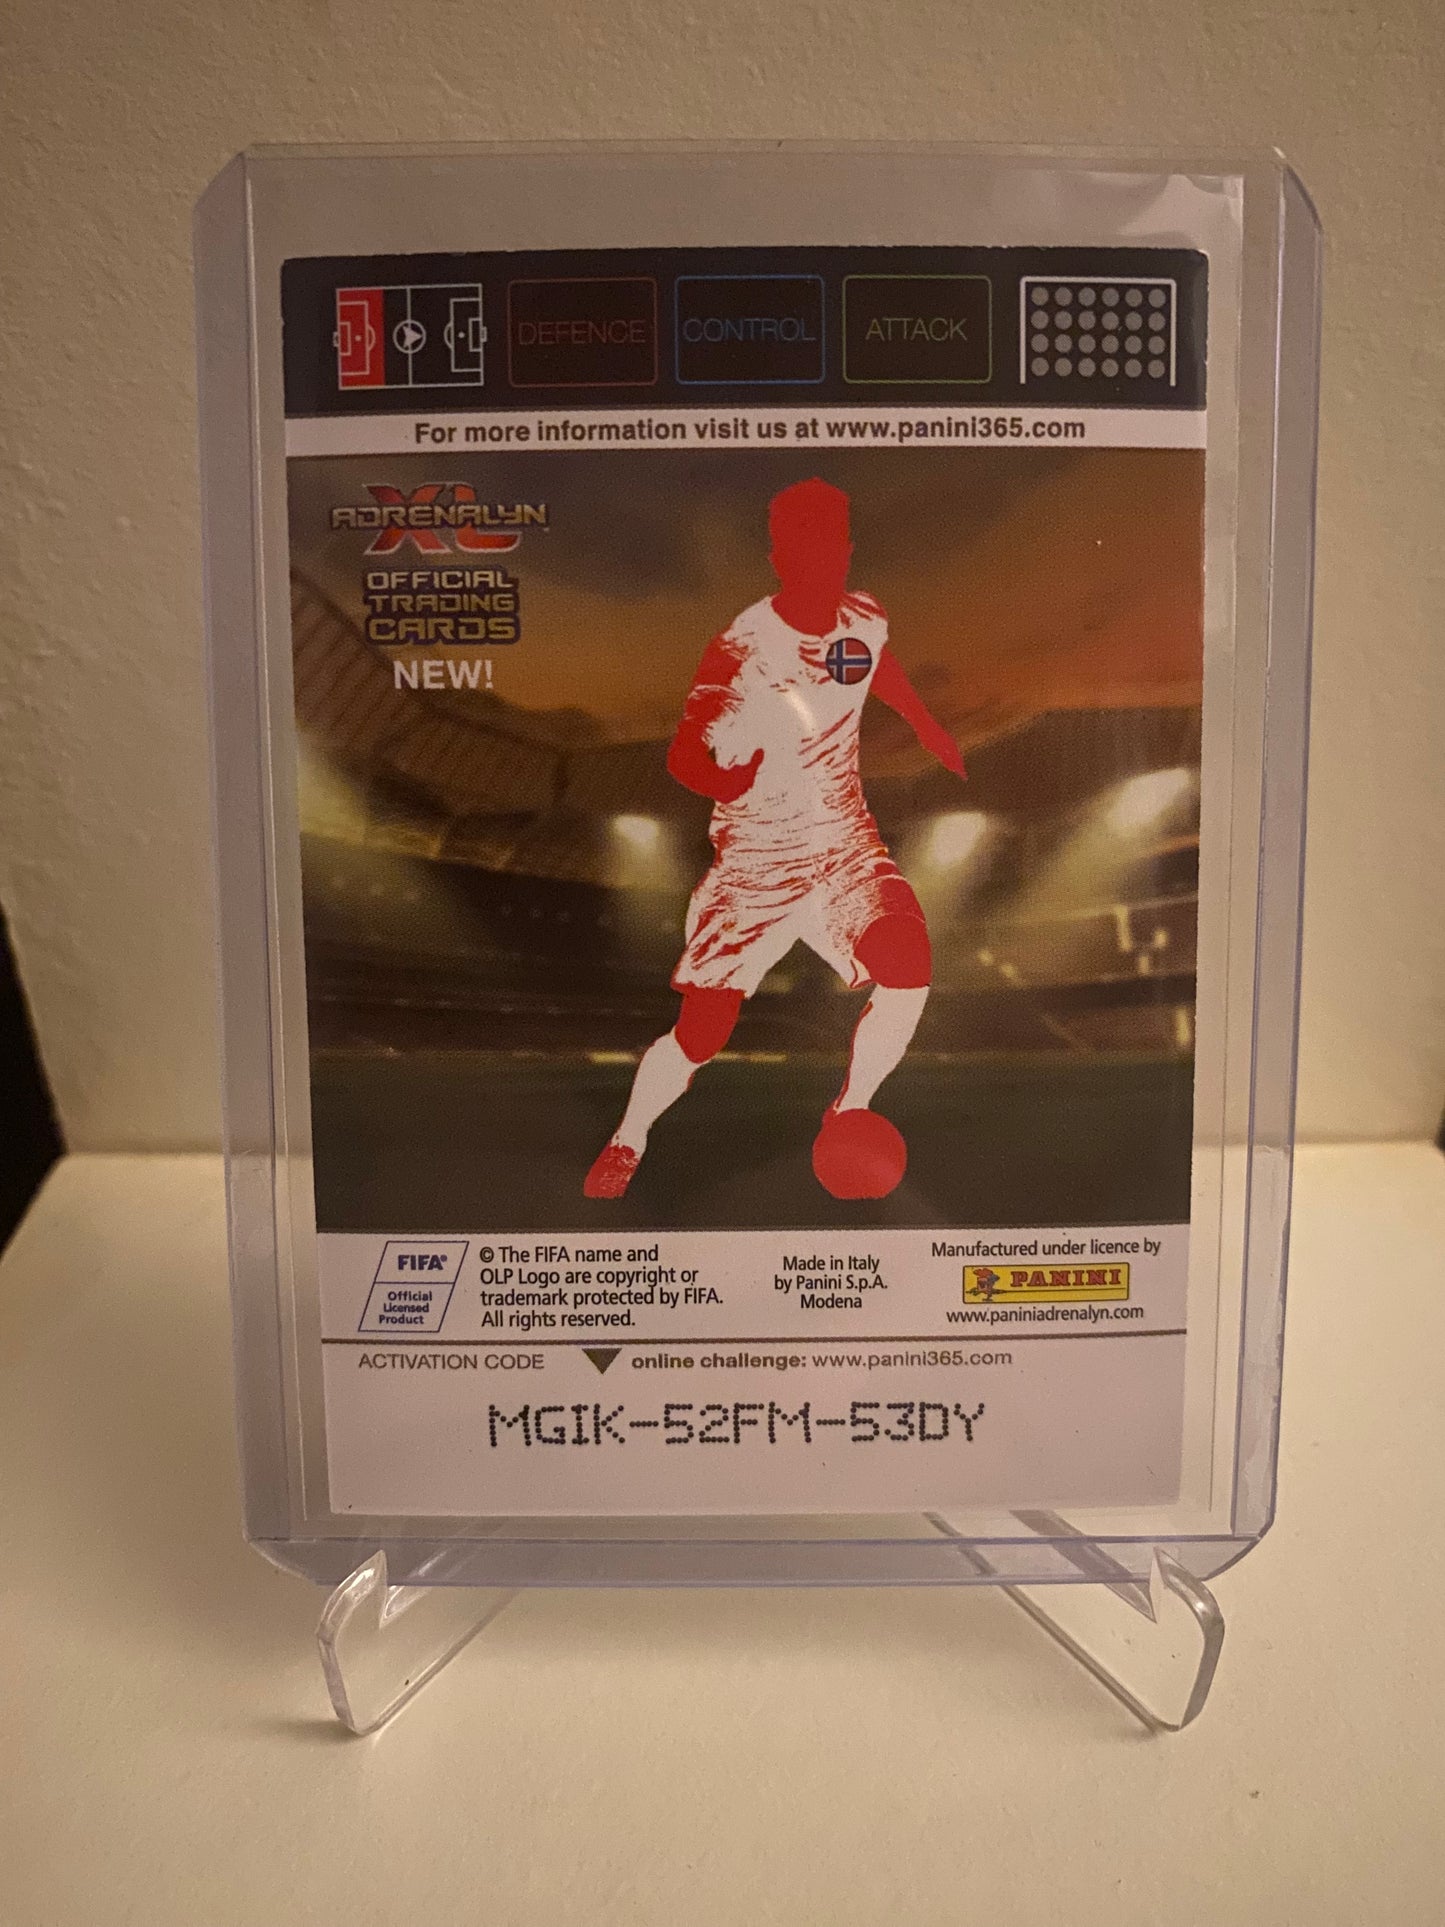 DEFENCE CONTROL ATTACK
For more information visit us at www.panini365.com
ADRENALYN
XL
OFFICIAL
TRADING
CARDS
NEW!
FIFA®
Official
Licensed
Product
© The FIFA name and
OLP Logo are copyright or
trademark protected by FIFA.
All rights reserved.
Made in Italy
by Panini S.p.A.
Modena
Manufactured under licence by
PANINI
www.paniniadrenalyn.com
ACTIVATION CODE online challenge: www.panini365.com
MGIK-52FM-53DY